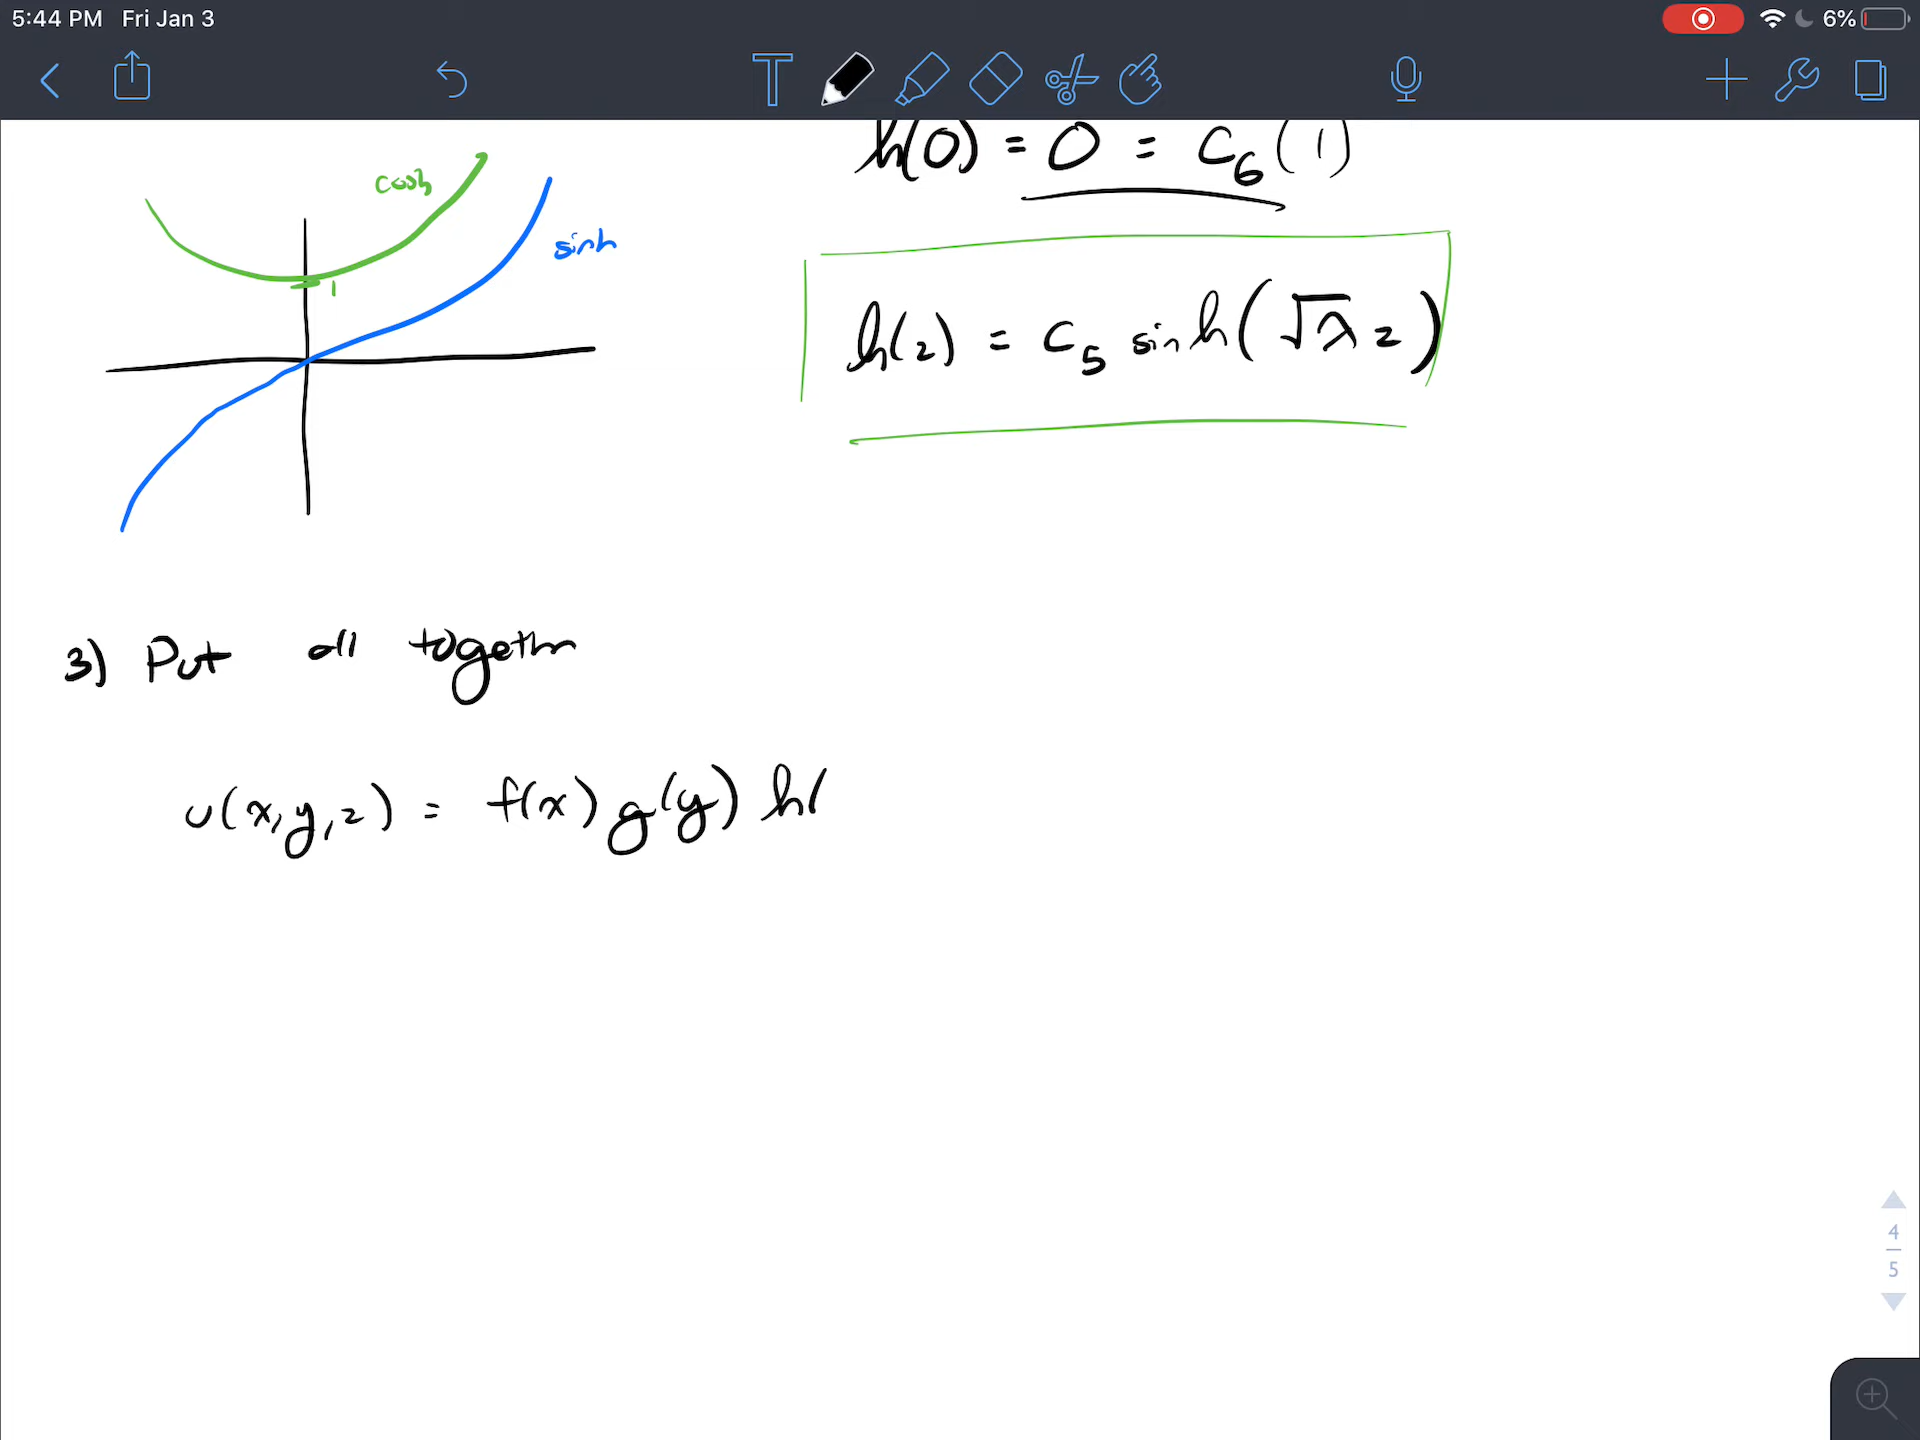 5:44 PM Fri Jan 3
6%
h(0) = 0 = C₆(1)
cosh
sinh
1
h(z) = C₅ sinh(√λ z)
3) Put all together
u(x,y,z) = f(x) g(y) h(
4
5